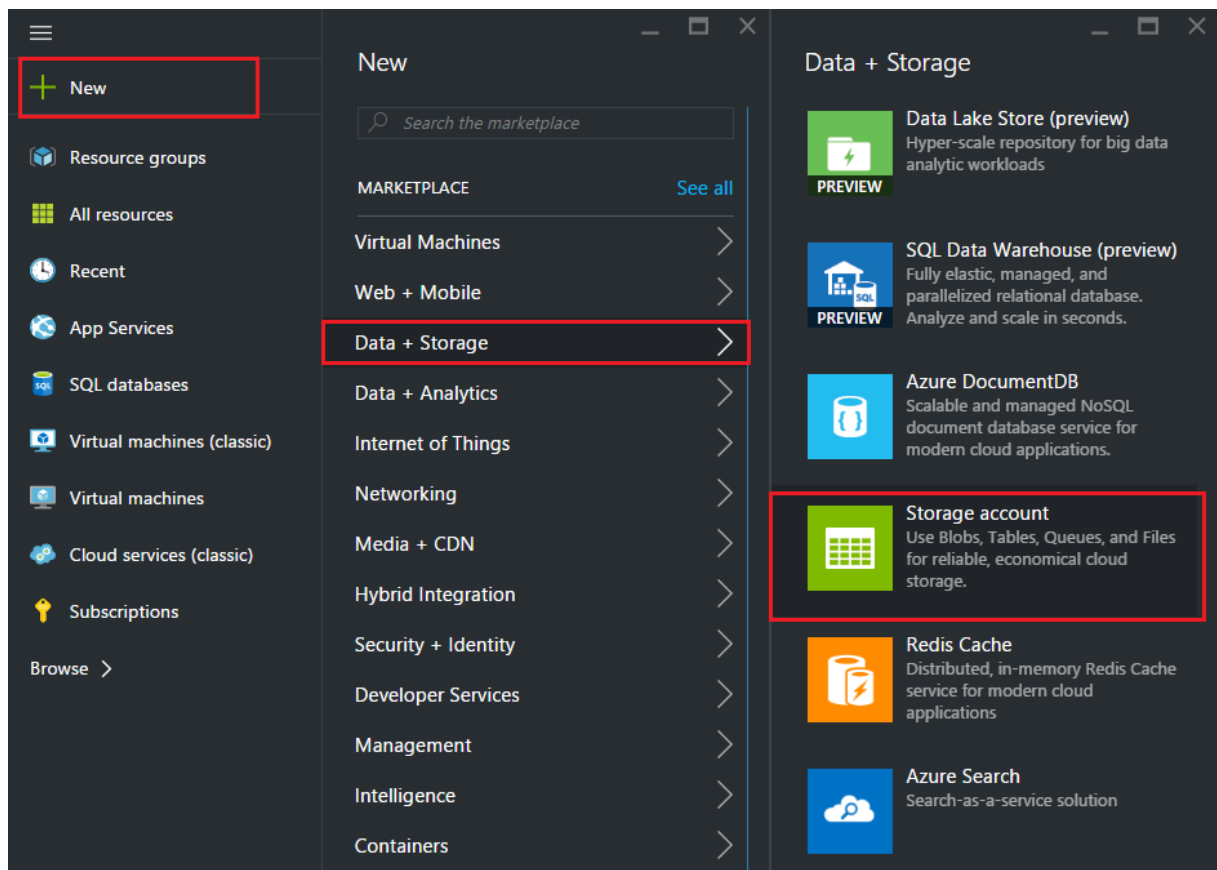 New
Resource groups
All resources
Recent
App Services
SQL databases
Virtual machines (classic)
Virtual machines
Cloud services (classic)
Subscriptions
Browse
New
Search the marketplace
MARKETPLACE
See all
Virtual Machines
Web + Mobile
Data + Storage
Data + Analytics
Internet of Things
Networking
Media + CDN
Hybrid Integration
Security + Identity
Developer Services
Management
Intelligence
Containers
Data + Storage
PREVIEW
Data Lake Store (preview)
Hyper-scale repository for big data
analytic workloads
SQL
PREVIEW
SQL Data Warehouse (preview)
Fully elastic, managed, and
parallelized relational database.
Analyze and scale in seconds.
Azure DocumentDB
Scalable and managed NoSQL
document database service for
modern cloud applications.
Storage account
Use Blobs, Tables, Queues, and Files
for reliable, economical cloud
storage.
Redis Cache
Distributed, in-memory Redis Cache
service for modern cloud
applications
Azure Search
Search-as-a-service solution